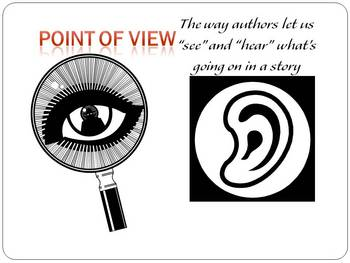 POINT OF VIEW
The way authors let us
"see" and "hear" what's
going on in a story